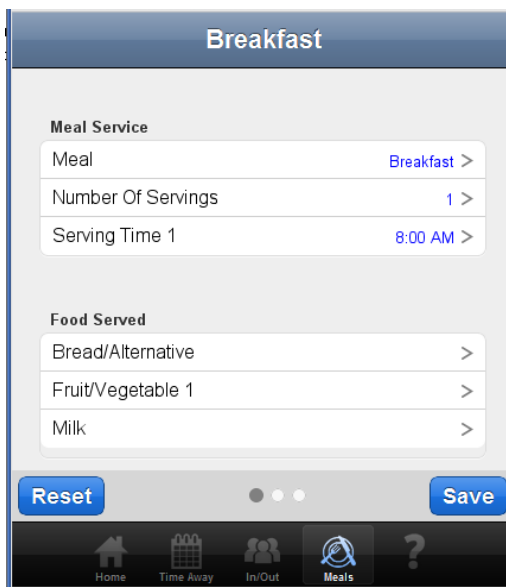 Breakfast
Meal Service
Meal Breakfast >
Number Of Servings 1 >
Serving Time 1 8:00 AM >
Food Served
Bread/Alternative >
Fruit/Vegetable 1 >
Milk >
Reset Save
Home Time Away In/Out Meals ?